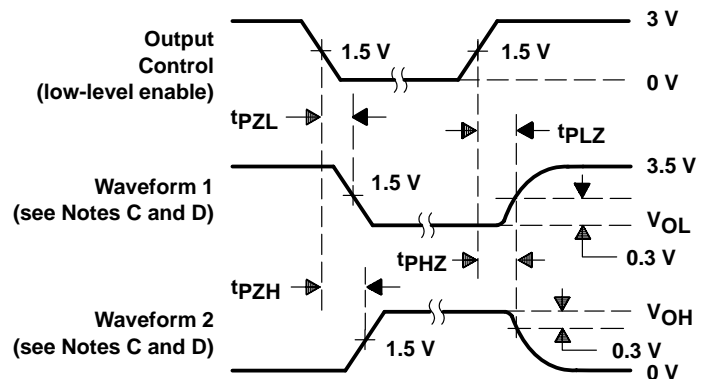 Output
Control
(low-level enable)
1.5 V
1.5 V
3 V
0 V
tPZL
tPLZ
Waveform 1
(see Notes C and D)
1.5 V
3.5 V
VOL
0.3 V
tPHZ
tPZH
Waveform 2
(see Notes C and D)
1.5 V
VOH
0.3 V
0 V